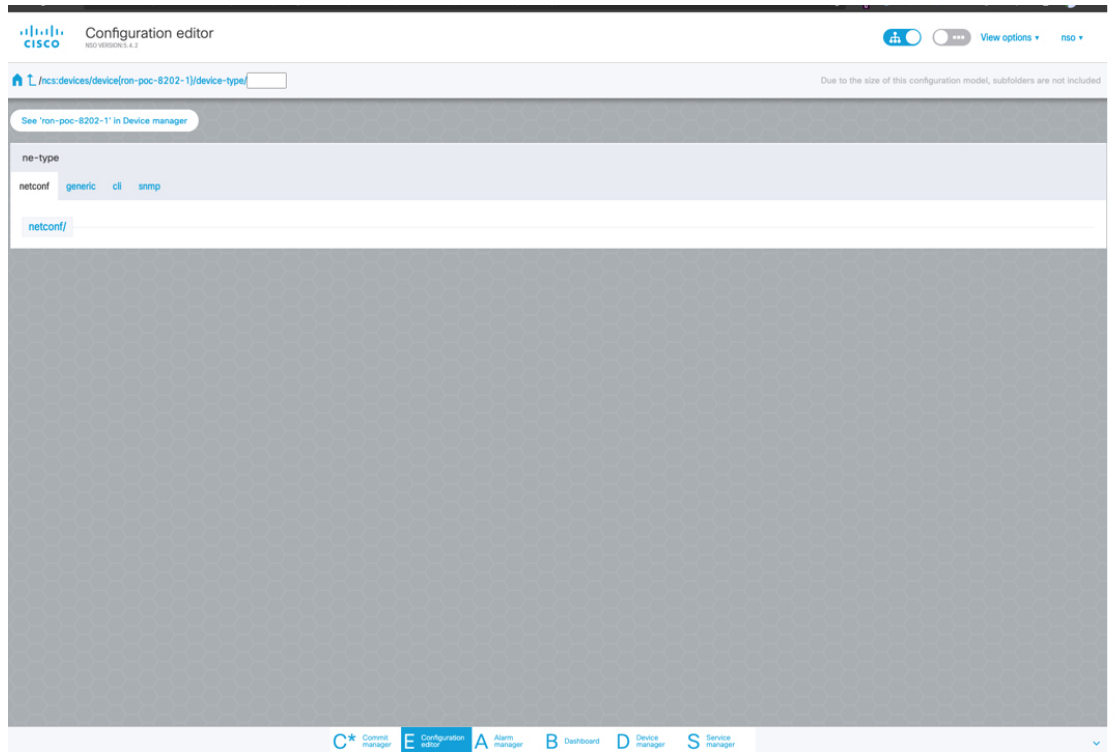 CISCO
Configuration editor
NSO VERSION:5.4.2
View options
nso
/ncs:devices/device{ron-poc-8202-1}/device-type/
Due to the size of this configuration model, subfolders are not included
See 'ron-poc-8202-1' in Device manager
ne-type
netconf generic cli snmp
netconf/
C* Commit manager
E Configuration editor
A Alarm manager
B Dashboard
D Device manager
S Service manager